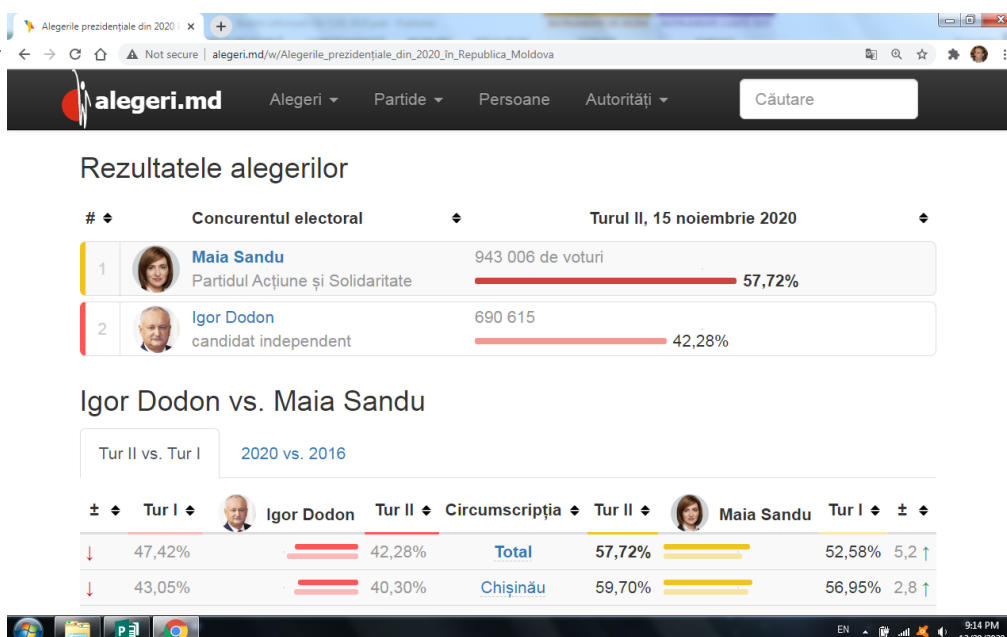 Alegerile prezidențiale din 2020
Not secure | alegeri.md/w/Alegerile_prezidențiale_din_2020_în_Republica_Moldova
alegeri.md Alegeri Partide Persoane Autorități Căutare
Rezultatele alegerilor
# Concurentul electoral Turul II, 15 noiembrie 2020
1 Maia Sandu 943 006 de voturi
Partidul Acțiune și Solidaritate 57,72%
2 Igor Dodon 690 615
candidat independent 42,28%
Igor Dodon vs. Maia Sandu
Tur II vs. Tur I 2020 vs. 2016
± Tur I Igor Dodon Tur II Circumscripția Tur II Maia Sandu Tur I ±
↓ 47,42% 42,28% Total 57,72% 52,58% 5,2 ↑
↓ 43,05% 40,30% Chișinău 59,70% 56,95% 2,8 ↑
EN 9:14 PM